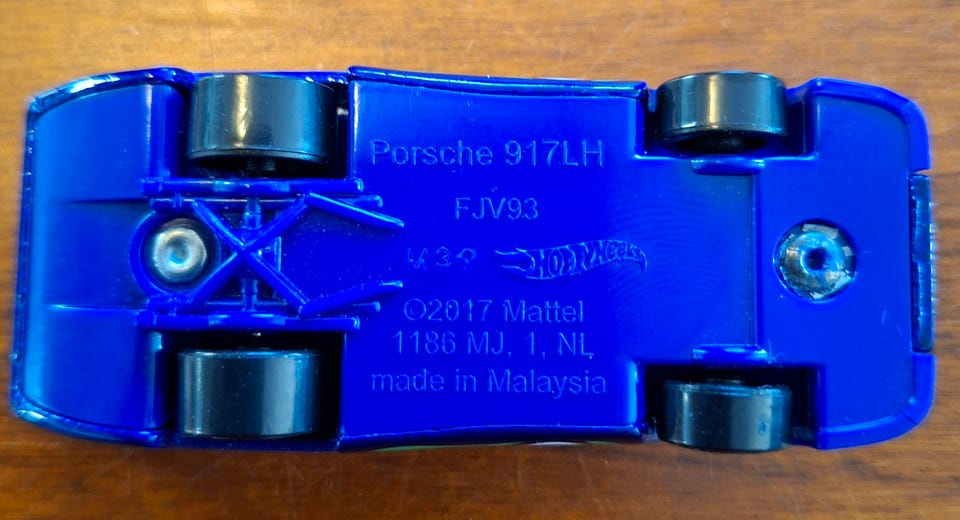 Porsche 917LH
FJV93
Hot Wheels
©2017 Mattel
1186 MJ, 1, NL
made in Malaysia